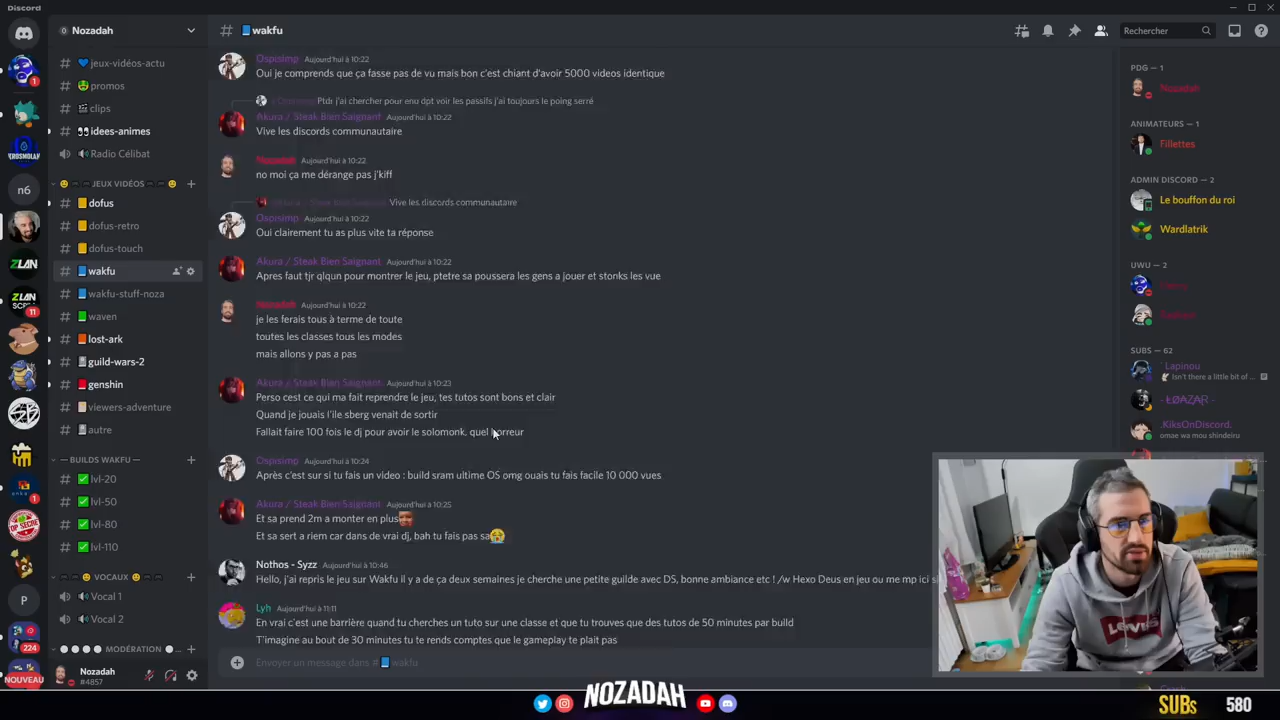 Discord
Nozadah
wakfu
Rechercher
jeux-vidéos-actu
promos
clips
idees-animes
Radio Célibat
JEUX VIDÉOS
dofus
dofus-retro
dofus-touch
wakfu
wakfu-stuff-noza
waven
lost-ark
guild-wars-2
genshin
viewers-adventure
autre
BUILDS WAKFU
lvl-20
lvl-50
lvl-80
lvl-110
VOCAUX
Vocal 1
Vocal 2
MODÉRATION
Nozadah
#4857
n6
ZLAN
ZLAN
11
1
P
224
NOUVEAU
TOP SECRET
Ospisimp Aujourd'hui à 10:22
Oui je comprends que ça fasse pas de vu mais bon c'est chiant d'avoir 5000 videos identique
Ptdr j'ai chercher pour enu dpt voir les passifs j'ai toujours le poing serré
Akura / Steak Bien Saignant Aujourd'hui à 10:22
Vive les discords communautaire
Nozadah Aujourd'hui à 10:22
no moi ça me dérange pas j'kiff
Vive les discords communautaire
Ospisimp Aujourd'hui à 10:22
Oui clairement tu as plus vite ta réponse
Akura / Steak Bien Saignant Aujourd'hui à 10:22
Apres faut tjr qlqun pour montrer le jeu, ptetre sa poussera les gens a jouer et stonks les vue
Nozadah Aujourd'hui à 10:22
je les ferais tous à terme de toute
toutes les classes tous les modes
mais allons y pas a pas
Akura / Steak Bien Saignant Aujourd'hui à 10:23
Perso cest ce qui ma fait reprendre le jeu, tes tutos sont bons et clair
Quand je jouais l'ile sberg venait de sortir
Fallait faire 100 fois le dj pour avoir le solomonk, quel horreur
Ospisimp Aujourd'hui à 10:24
Après c'est sur si tu fais un video : build sram ultime OS omg ouais tu fais facile 10 000 vues
Akura / Steak Bien Saignant Aujourd'hui à 10:25
Et sa prend 2m a monter en plus
Et sa sert a riem car dans de vrai dj, bah tu fais pas sa
Nothos - Syzz Aujourd'hui à 10:46
Hello, j'ai repris le jeu sur Wakfu il y a de ça deux semaines je cherche une petite guilde avec DS, bonne ambiance etc ! /w Hexo Deus en jeu ou me mp ici
Lyh Aujourd'hui à 11:11
En vrai c'est une barrière quand tu cherches un tuto sur une classe et que tu trouves que des tutos de 50 minutes par build
T'imagine au bout de 30 minutes tu te rends comptes que le gameplay te plait pas
Envoyer un message dans # wakfu
PDG — 1
Nozadah
ANIMATEURS — 1
Fillettes
ADMIN DISCORD — 2
Le bouffon du roi
Wardlatrik
UWU — 2
SUBS — 62
Lapinou
Isn't there a little bit of ...
- ŁØ₳Ⱬ₳Ɽ -
.KiksOnDiscord.
omae wa mou shindeiru
LEVI'S
NOZADAH
SUBs 580